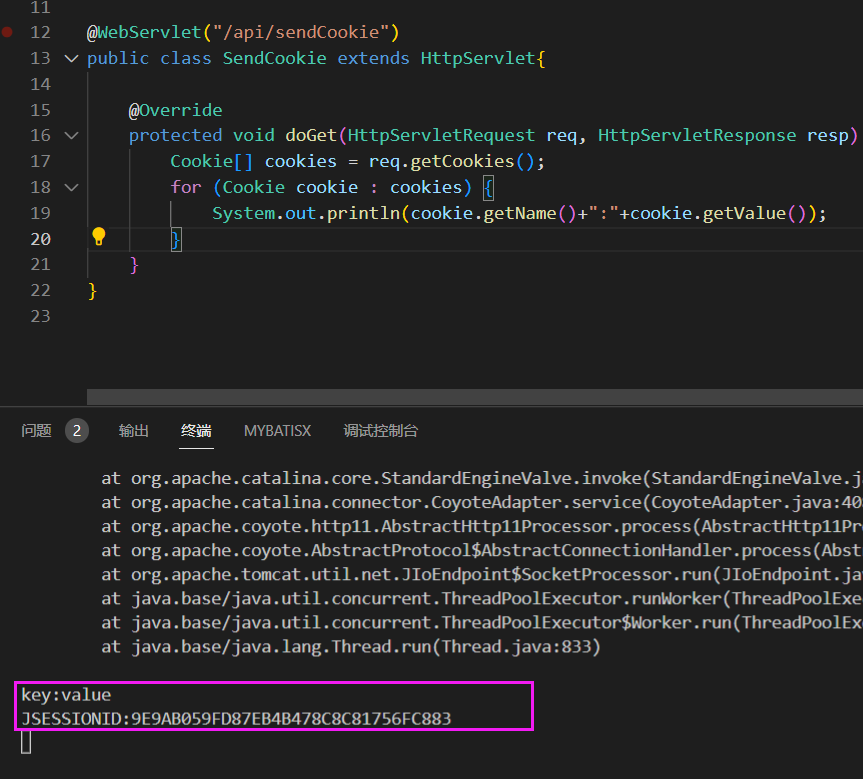 11
12 @WebServlet("/api/sendCookie")
13 public class SendCookie extends HttpServlet{
14
15 @Override
16 protected void doGet(HttpServletRequest req, HttpServletResponse resp)
17 Cookie[] cookies = req.getCookies();
18 for (Cookie cookie : cookies) {
19 System.out.println(cookie.getName()+":"+cookie.getValue());
20 }
21 }
22 }
23
问题 2 输出 终端 MYBATISX 调试控制台
at org.apache.catalina.core.StandardEngineValve.invoke(StandardEngineValve.j
at org.apache.catalina.connector.CoyoteAdapter.service(CoyoteAdapter.java:40
at org.apache.coyote.http11.AbstractHttp11Processor.process(AbstractHttp11Pr
at org.apache.coyote.AbstractProtocol$AbstractConnectionHandler.process(Abst
at org.apache.tomcat.util.net.JIoEndpoint$SocketProcessor.run(JIoEndpoint.jav
at java.base/java.util.concurrent.ThreadPoolExecutor.runWorker(ThreadPoolExe
at java.base/java.util.concurrent.ThreadPoolExecutor$Worker.run(ThreadPoolEx
at java.base/java.lang.Thread.run(Thread.java:833)
key:value
JSESSIONID:9E9AB059FD87EB4B478C8C81756FC883